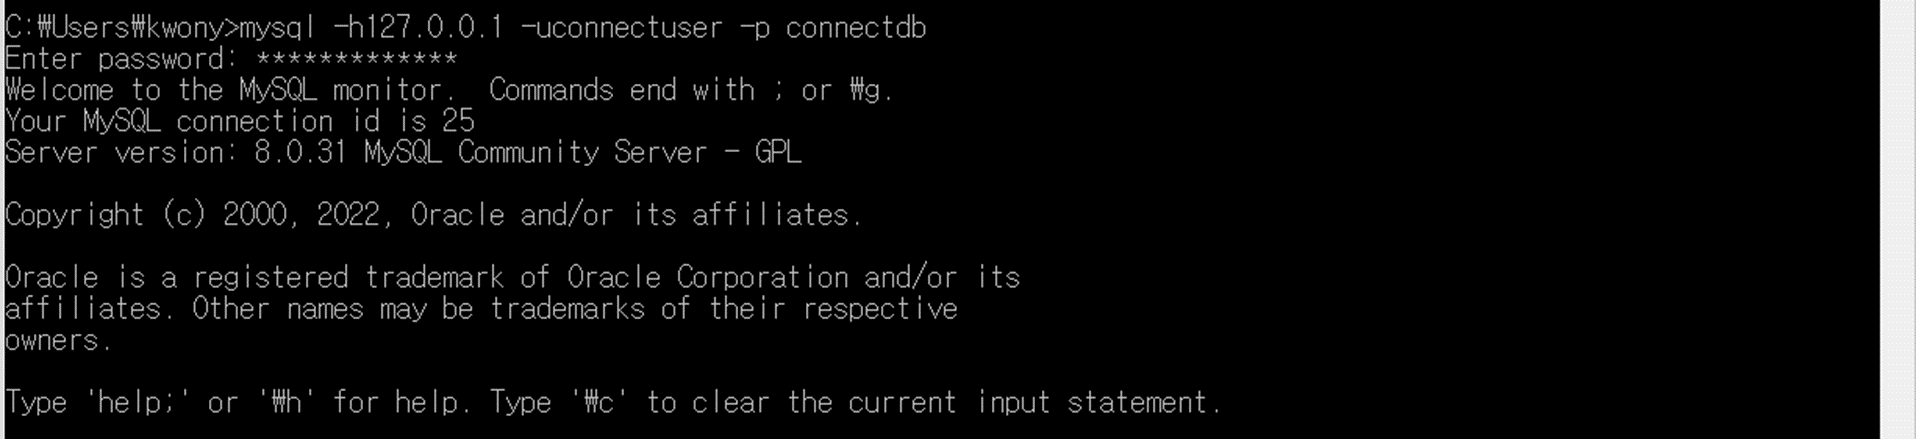 C:₩Users₩kwony>mysql -h127.0.0.1 -uconnectuser -p connectdb
Enter password: *************
Welcome to the MySQL monitor.  Commands end with ; or ₩g.
Your MySQL connection id is 25
Server version: 8.0.31 MySQL Community Server - GPL
Copyright (c) 2000, 2022, Oracle and/or its affiliates.
Oracle is a registered trademark of Oracle Corporation and/or its
affiliates. Other names may be trademarks of their respective
owners.
Type 'help;' or '₩h' for help. Type '₩c' to clear the current input statement.